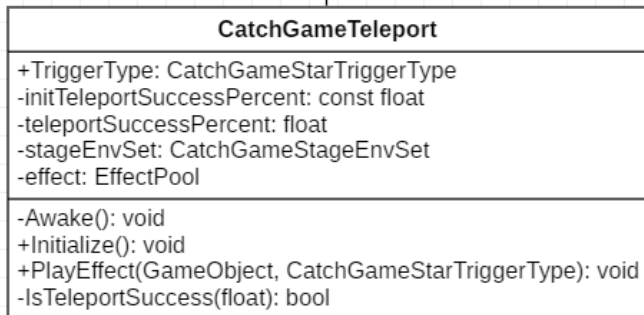 CatchGameTeleport
+TriggerType: CatchGameStarTriggerType
-initTeleportSuccessPercent: const float
-teleportSuccessPercent: float
-stageEnvSet: CatchGameStageEnvSet
-effect: EffectPool
-Awake(): void
+Initialize(): void
+PlayEffect(GameObject, CatchGameStarTriggerType): void
-IsTeleportSuccess(float): bool